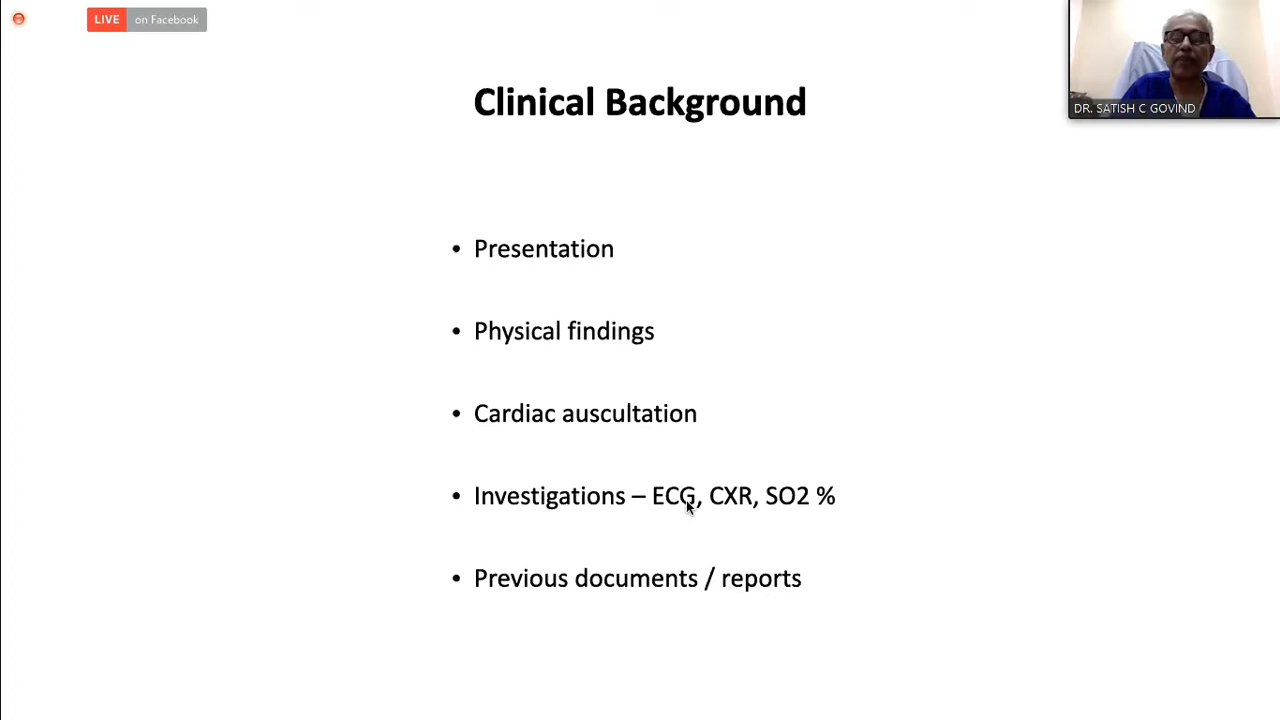 LIVE on Facebook
DR. SATISH C GOVIND
Clinical Background
• Presentation
• Physical findings
• Cardiac auscultation
• Investigations – ECG, CXR, SO2 %
• Previous documents / reports